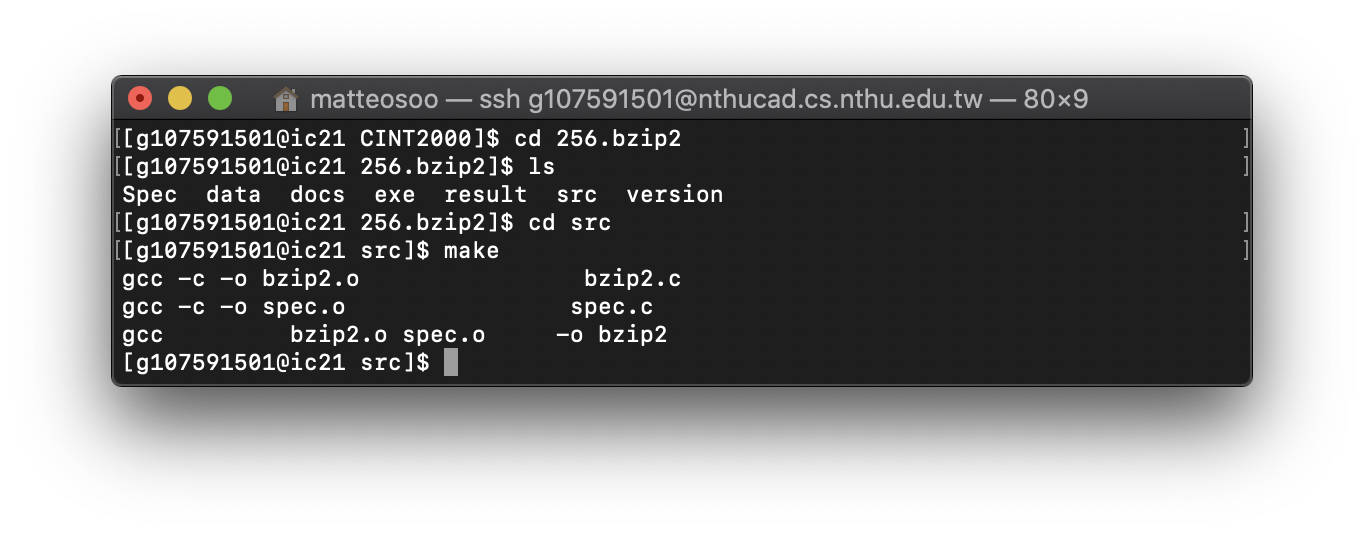 matteosoo — ssh g107591501@nthucad.cs.nthu.edu.tw — 80×9
[[g107591501@ic21 CINT2000]$ cd 256.bzip2 ]
[[g107591501@ic21 256.bzip2]$ ls ]
Spec  data  docs  exe  result  src  version
[[g107591501@ic21 256.bzip2]$ cd src ]
[[g107591501@ic21 src]$ make ]
gcc -c -o bzip2.o                bzip2.c
gcc -c -o spec.o                spec.c
gcc         bzip2.o spec.o     -o bzip2
[g107591501@ic21 src]$